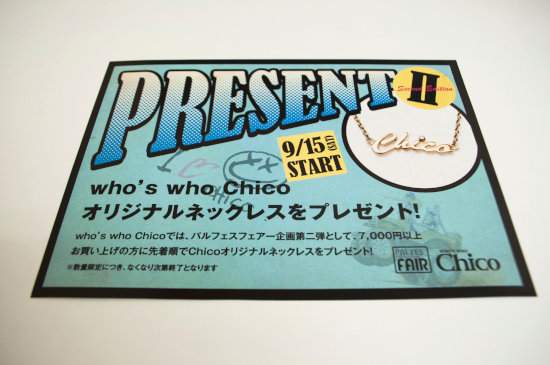 PRESENT
II
Second Edition
Chico
9/15(SAT)
START
I
CHICO
who's who Chico
オリジナルネックレスをプレゼント!
who's who Chicoでは、パルフェスフェアー企画第二弾として、7,000円以上
お買い上げの方に先着順でChicoオリジナルネックレスをプレゼント!
※数量限定につき、なくなり次第終了となります
PALFES
FAIR
WHO'S WHO
Chico